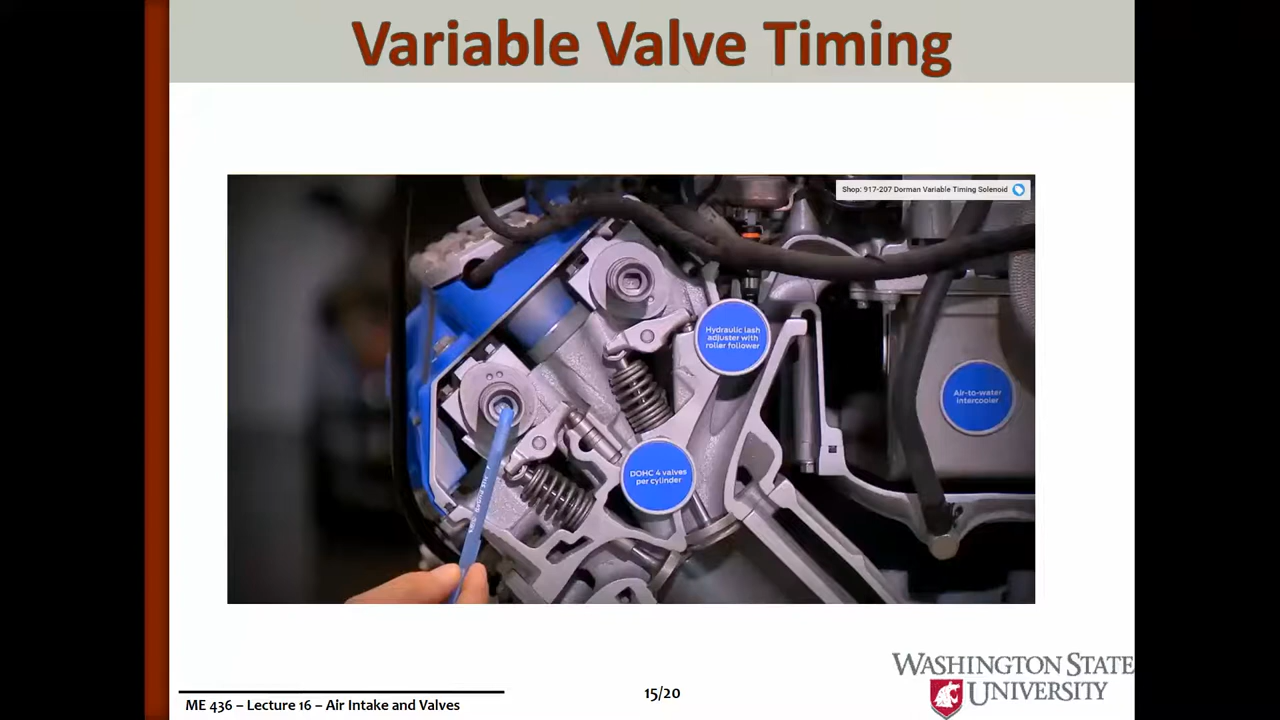 Variable Valve Timing
Shop: 917-207 Dorman Variable Timing Solenoid
Hydraulic lash
adjuster with
roller follower
Air-to-water
intercooler
DOHC 4 valves
per cylinder
15/20
ME 436 – Lecture 16 – Air Intake and Valves
WASHINGTON STATE
UNIVERSITY